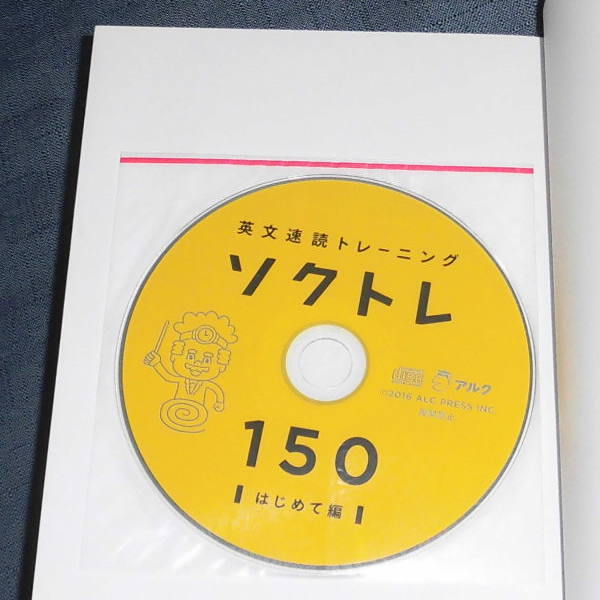 英文速読トレーニング
ソクトレ
アルク
©2016 ALC PRESS INC.
150
はじめて編